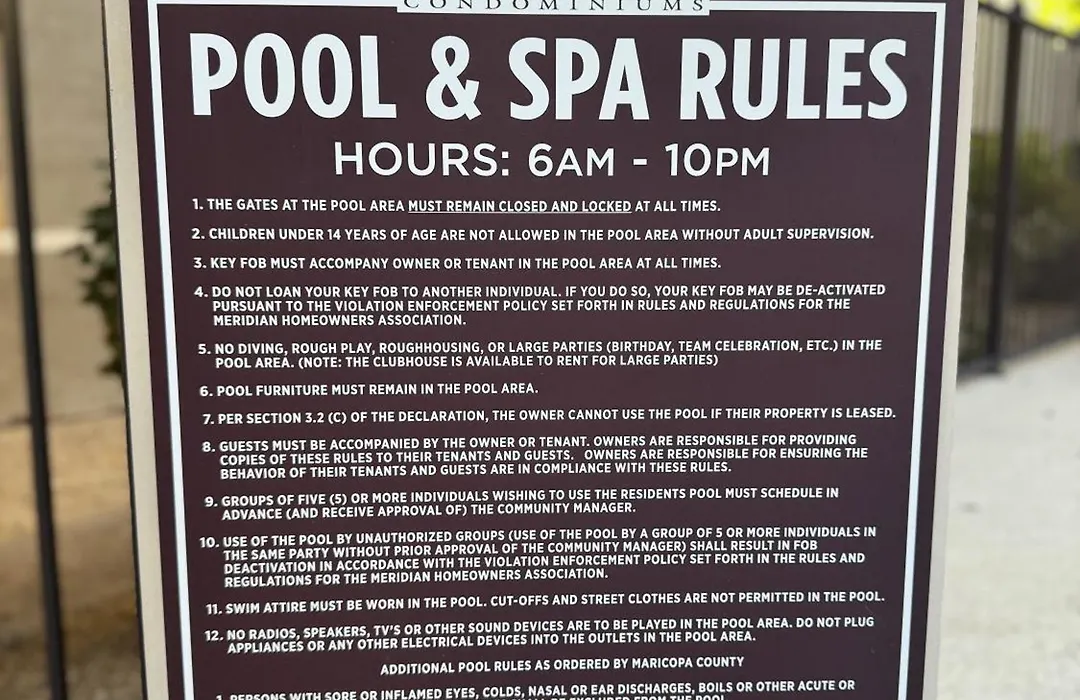 CONDOMINIUMS
POOL & SPA RULES
HOURS: 6AM - 10PM
1. THE GATES AT THE POOL AREA MUST REMAIN CLOSED AND LOCKED AT ALL TIMES.
2. CHILDREN UNDER 14 YEARS OF AGE ARE NOT ALLOWED IN THE POOL AREA WITHOUT ADULT SUPERVISION.
3. KEY FOB MUST ACCOMPANY OWNER OR TENANT IN THE POOL AREA AT ALL TIMES.
4. DO NOT LOAN YOUR KEY FOB TO ANOTHER INDIVIDUAL. IF YOU DO SO, YOUR KEY FOB MAY BE DE-ACTIVATED
PURSUANT TO THE VIOLATION ENFORCEMENT POLICY SET FORTH IN RULES AND REGULATIONS FOR THE
MERIDIAN HOMEOWNERS ASSOCIATION.
5. NO DIVING, ROUGH PLAY, ROUGHHOUSING, OR LARGE PARTIES (BIRTHDAY, TEAM CELEBRATION, ETC.) IN THE
POOL AREA. (NOTE: THE CLUBHOUSE IS AVAILABLE TO RENT FOR LARGE PARTIES)
6. POOL FURNITURE MUST REMAIN IN THE POOL AREA.
7. PER SECTION 3.2 (C) OF THE DECLARATION, THE OWNER CANNOT USE THE POOL IF THEIR PROPERTY IS LEASED.
8. GUESTS MUST BE ACCOMPANIED BY THE OWNER OR TENANT. OWNERS ARE RESPONSIBLE FOR PROVIDING
COPIES OF THESE RULES TO THEIR TENANTS AND GUESTS. OWNERS ARE RESPONSIBLE FOR ENSURING THE
BEHAVIOR OF THEIR TENANTS AND GUESTS ARE IN COMPLIANCE WITH THESE RULES.
9. GROUPS OF FIVE (5) OR MORE INDIVIDUALS WISHING TO USE THE RESIDENTS POOL MUST SCHEDULE IN
ADVANCE (AND RECEIVE APPROVAL OF) THE COMMUNITY MANAGER.
10. USE OF THE POOL BY UNAUTHORIZED GROUPS (USE OF THE POOL BY A GROUP OF 5 OR MORE INDIVIDUALS IN
THE SAME PARTY WITHOUT PRIOR APPROVAL OF THE COMMUNITY MANAGER) SHALL RESULT IN FOB
DEACTIVATION IN ACCORDANCE WITH THE VIOLATION ENFORCEMENT POLICY SET FORTH IN THE RULES AND
REGULATIONS FOR THE MERIDIAN HOMEOWNERS ASSOCIATION.
11. SWIM ATTIRE MUST BE WORN IN THE POOL. CUT-OFFS AND STREET CLOTHES ARE NOT PERMITTED IN THE POOL.
12. NO RADIOS, SPEAKERS, TV'S OR OTHER SOUND DEVICES ARE TO BE PLAYED IN THE POOL AREA. DO NOT PLUG
APPLIANCES OR ANY OTHER ELECTRICAL DEVICES INTO THE OUTLETS IN THE POOL AREA.
ADDITIONAL POOL RULES AS ORDERED BY MARICOPA COUNTY
1. PERSONS WITH SORE OR INFLAMED EYES, COLDS, NASAL OR EAR DISCHARGES, BOILS OR OTHER ACUTE OR
EXCLUDED FROM THE POOL